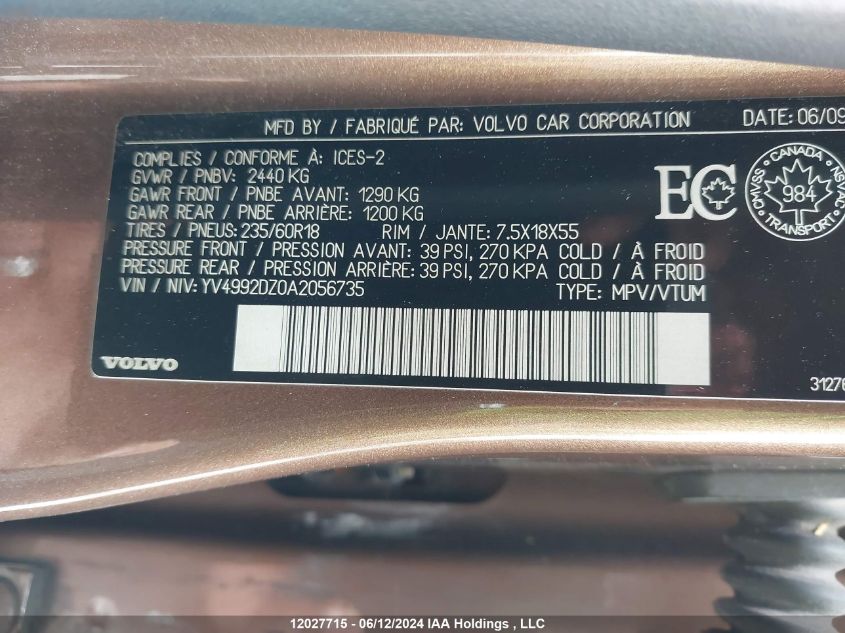 MFD BY / FABRIQUÉ PAR: VOLVO CAR CORPORATION DATE: 06/09
COMPLIES / CONFORME À: ICES-2
GVWR / PNBV: 2440 KG
GAWR FRONT / PNBE AVANT: 1290 KG
GAWR REAR / PNBE ARRIÈRE: 1200 KG
TIRES / PNEUS: 235/60R18 RIM / JANTE: 7.5X18X55
PRESSURE FRONT / PRESSION AVANT: 39 PSI, 270 KPA COLD / À FROID
PRESSURE REAR / PRESSION ARRIÈRE: 39 PSI, 270 KPA COLD / À FROID
VIN / NIV: YV4992DZ0A2056735 TYPE: MPV/VTUM
EC
CANADA
CMVSS NSVAC
984
TRANSPORT
VOLVO
3127
12027715 - 06/12/2024 IAA Holdings , LLC